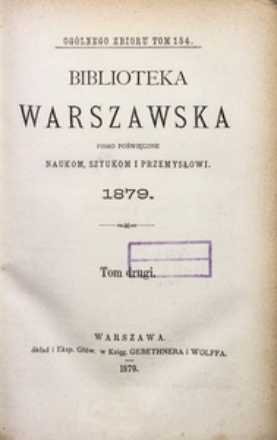 OGÓLNEGO ZBIORU TOM 154.
BIBLIOTEKA
WARSZAWSKA
PISMO POŚWIĘCONE
NAUKOM, SZTUKOM I PRZEMYSŁOWI.
1879.
Tom drugi.
WARSZAWA.
Skład i Eksp. Główn. w Księg. GEBETHNERA i WOLFFA.
1879.